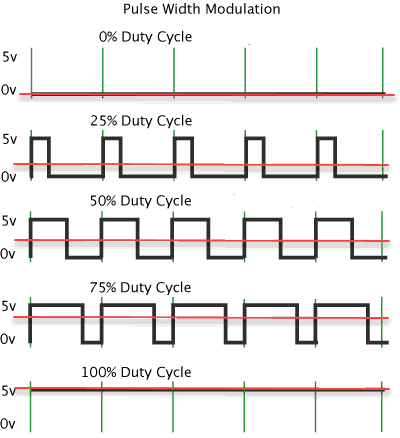 Pulse Width Modulation
0% Duty Cycle
5v
0v
25% Duty Cycle
5v
0v
50% Duty Cycle
5v
0v
75% Duty Cycle
5v
0v
100% Duty Cycle
5v
0v